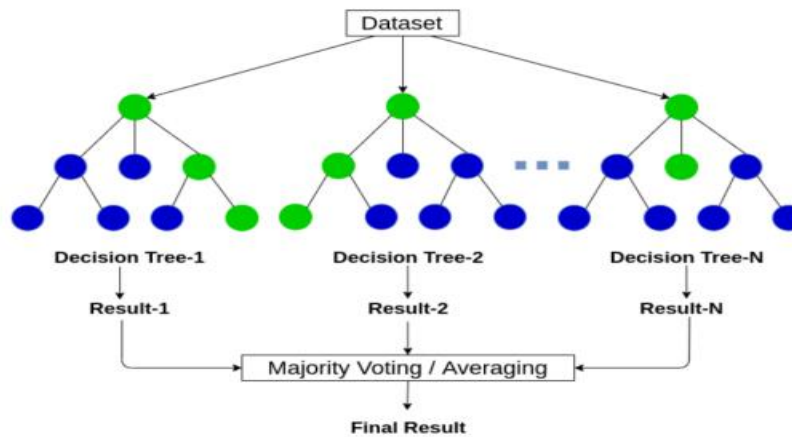 Dataset
Decision Tree-1
Decision Tree-2
Decision Tree-N
Result-1
Result-2
Result-N
Majority Voting / Averaging
Final Result